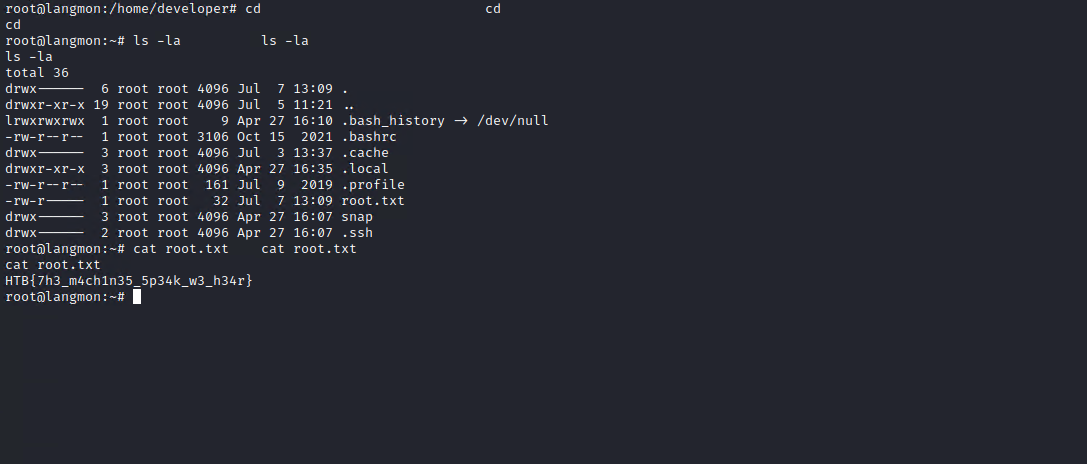 root@langmon:/home/developer# cd                            cd
cd
root@langmon:~# ls -la          ls -la
ls -la
total 36
drwx------  6 root root 4096 Jul  7 13:09 .
drwxr-xr-x 19 root root 4096 Jul  5 11:21 ..
lrwxrwxrwx  1 root root    9 Apr 27 16:10 .bash_history -> /dev/null
-rw-r--r--  1 root root 3106 Oct 15  2021 .bashrc
drwx------  3 root root 4096 Jul  3 13:37 .cache
drwxr-xr-x  3 root root 4096 Apr 27 16:35 .local
-rw-r--r--  1 root root  161 Jul  9  2019 .profile
-rw-r-----  1 root root   32 Jul  7 13:09 root.txt
drwx------  3 root root 4096 Apr 27 16:07 snap
drwx------  2 root root 4096 Apr 27 16:07 .ssh
root@langmon:~# cat root.txt    cat root.txt
cat root.txt
HTB{7h3_m4ch1n35_5p34k_w3_h34r}
root@langmon:~#